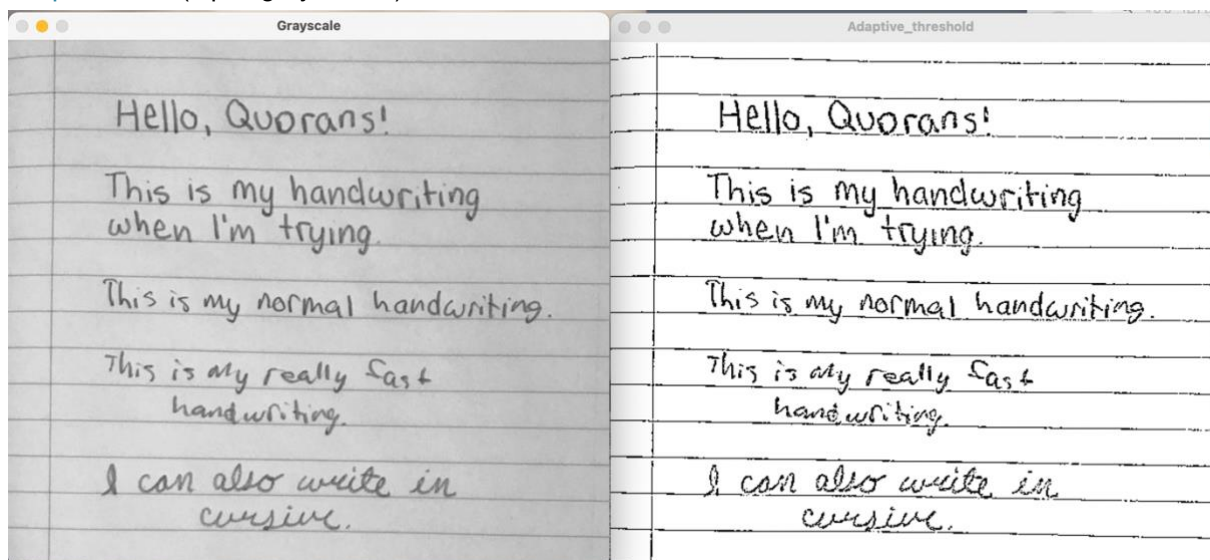 Grayscale
Hello, Quorans!
This is my handwriting
when I'm trying.
This is my normal handwriting.
This is my really fast
handwriting.
I can also write in
cursive.
Adaptive_threshold
Hello, Quorans!
This is my handwriting
when I'm trying.
This is my normal handwriting.
This is my really fast
handwriting.
I can also write in
cursive.